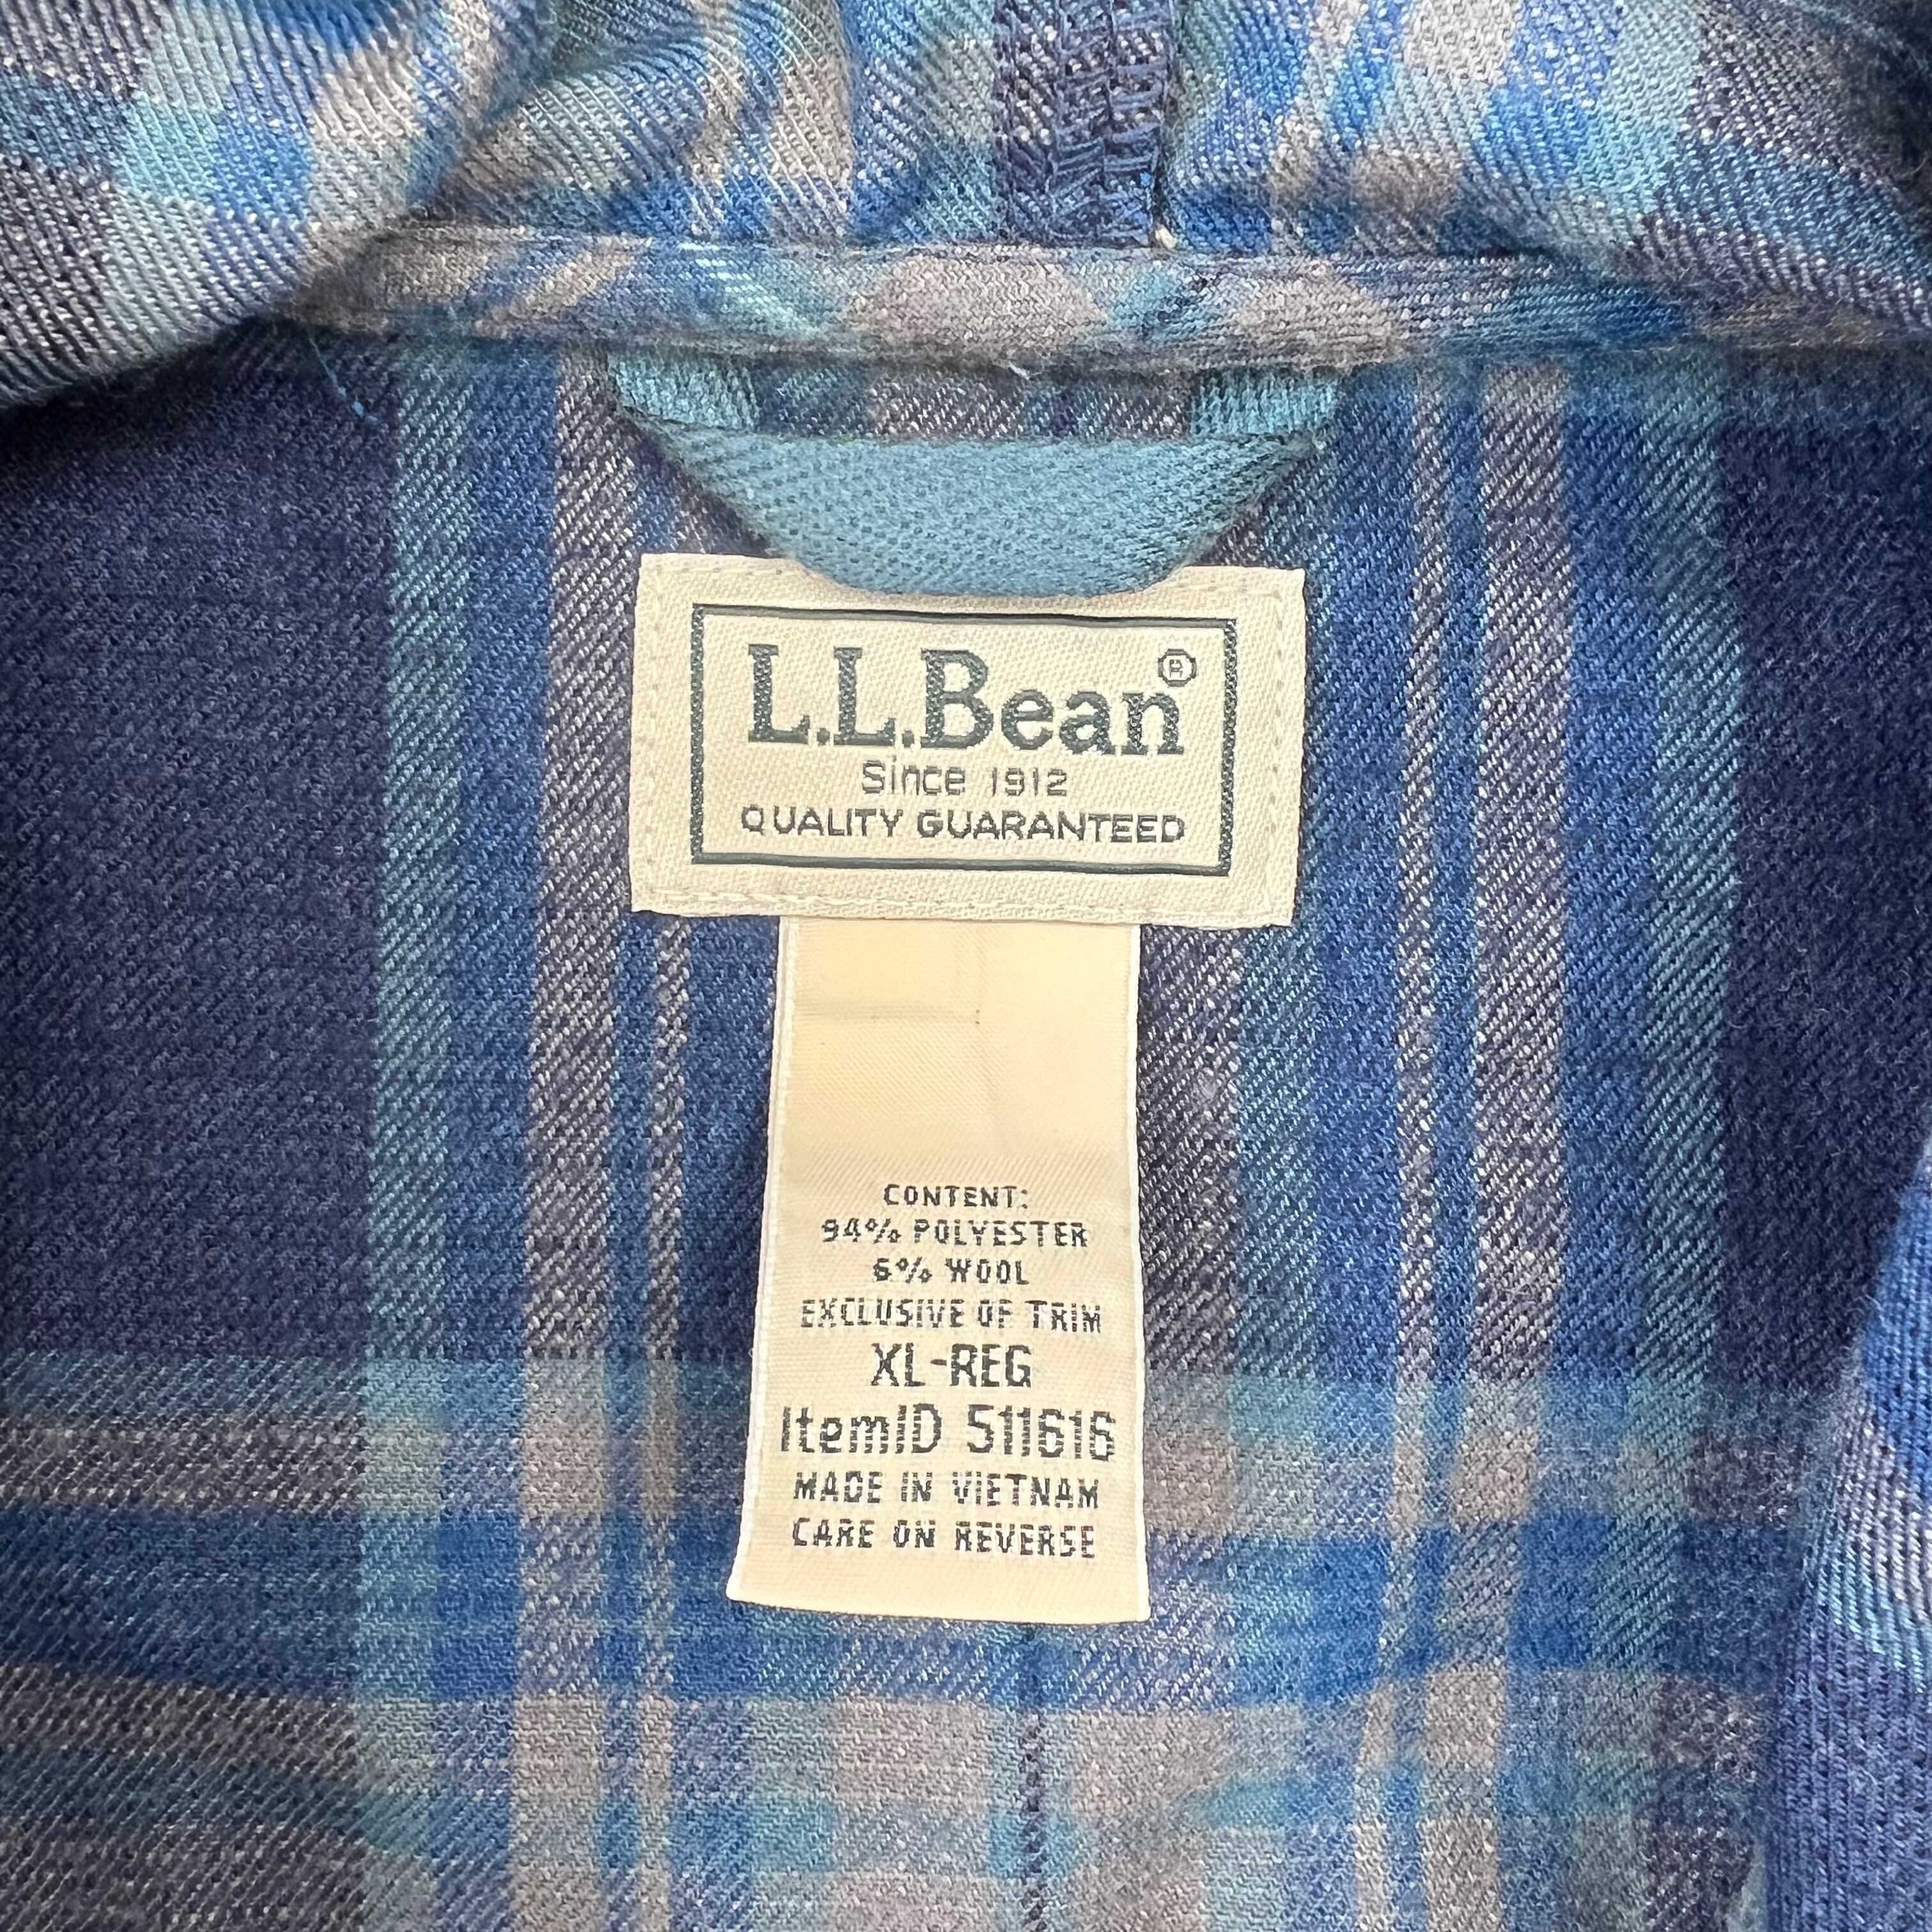 L.L.Bean®
Since 1912
QUALITY GUARANTEED
CONTENT:
94% POLYESTER
6% WOOL
EXCLUSIVE OF TRIM
XL-REG
ItemID 511616
MADE IN VIETNAM
CARE ON REVERSE